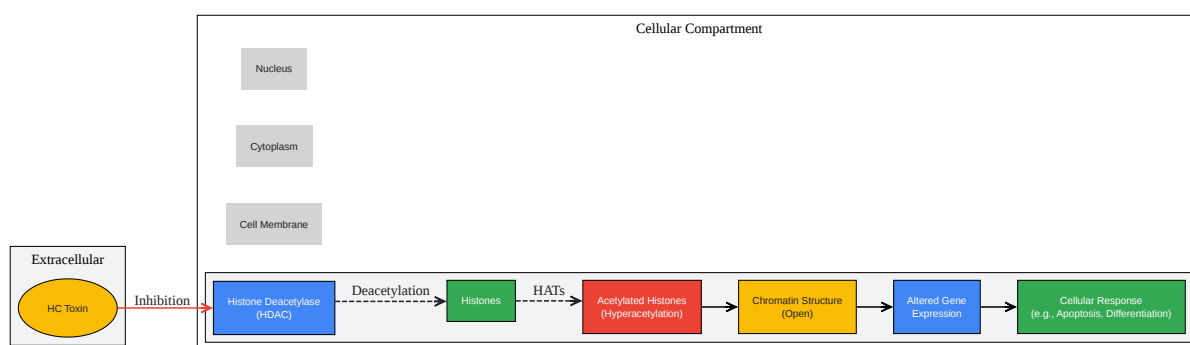 Cellular Compartment
Nucleus
Cytoplasm
Cell Membrane
Extracellular
HC Toxin
Inhibition
Histone Deacetylase
(HDAC)
Deacetylation
Histones
HATs
Acetylated Histones
(Hyperacetylation)
Chromatin Structure
(Open)
Altered Gene
Expression
Cellular Response
(e.g., Apoptosis, Differentiation)